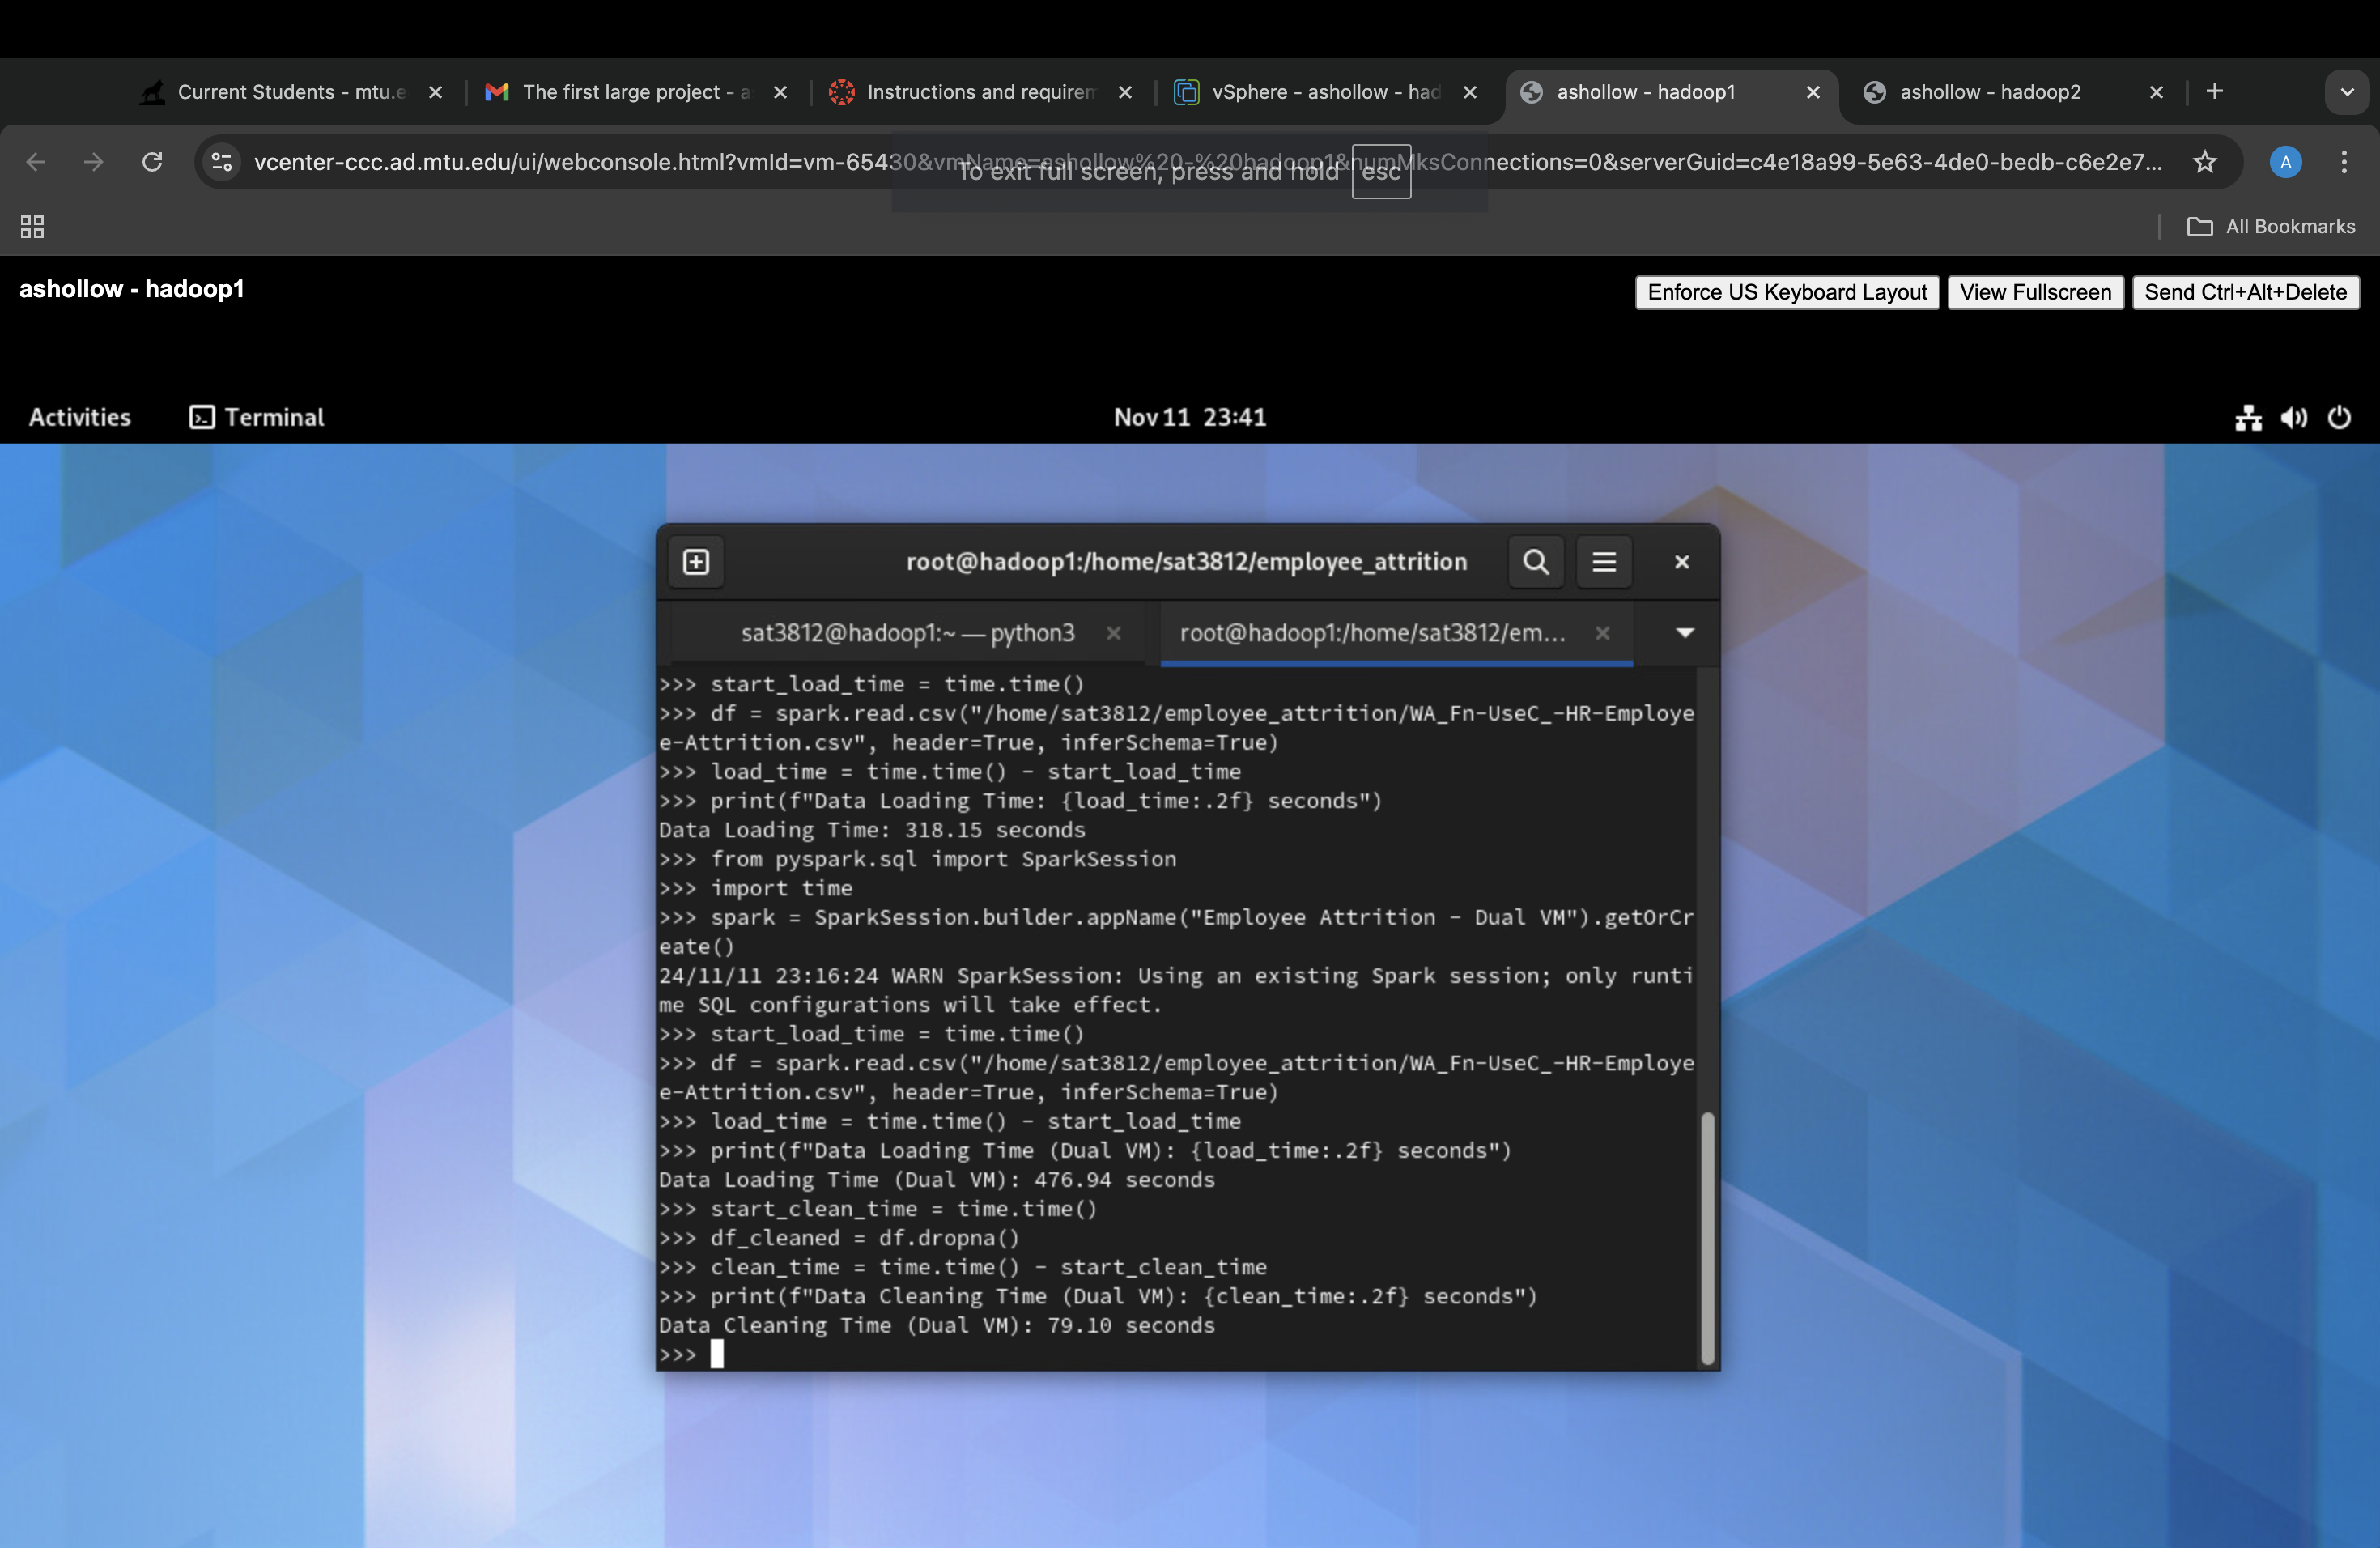 Current Students - mtu.e
The first large project - a
Instructions and requirem
vSphere - ashollow - had
ashollow - hadoop1
ashollow - hadoop2
vcenter-ccc.ad.mtu.edu/ui/webconsole.html?vmId=vm-65430&vmName=ashollow%20-%20hadoop1&numMksConnections=0&serverGuid=c4e18a99-5e63-4de0-bedb-c6e2e7...
A
To exit full screen, press and hold esc
All Bookmarks
ashollow - hadoop1
Enforce US Keyboard Layout
View Fullscreen
Send Ctrl+Alt+Delete
Activities
Terminal
Nov 11 23:41
root@hadoop1:/home/sat3812/employee_attrition
sat3812@hadoop1:~ — python3
root@hadoop1:/home/sat3812/em...
>>> start_load_time = time.time()
>>> df = spark.read.csv("/home/sat3812/employee_attrition/WA_Fn-UseC_-HR-Employe
e-Attrition.csv", header=True, inferSchema=True)
>>> load_time = time.time() - start_load_time
>>> print(f"Data Loading Time: {load_time:.2f} seconds")
Data Loading Time: 318.15 seconds
>>> from pyspark.sql import SparkSession
>>> import time
>>> spark = SparkSession.builder.appName("Employee Attrition - Dual VM").getOrCr
eate()
24/11/11 23:16:24 WARN SparkSession: Using an existing Spark session; only runti
me SQL configurations will take effect.
>>> start_load_time = time.time()
>>> df = spark.read.csv("/home/sat3812/employee_attrition/WA_Fn-UseC_-HR-Employe
e-Attrition.csv", header=True, inferSchema=True)
>>> load_time = time.time() - start_load_time
>>> print(f"Data Loading Time (Dual VM): {load_time:.2f} seconds")
Data Loading Time (Dual VM): 476.94 seconds
>>> start_clean_time = time.time()
>>> df_cleaned = df.dropna()
>>> clean_time = time.time() - start_clean_time
>>> print(f"Data Cleaning Time (Dual VM): {clean_time:.2f} seconds")
Data Cleaning Time (Dual VM): 79.10 seconds
>>>